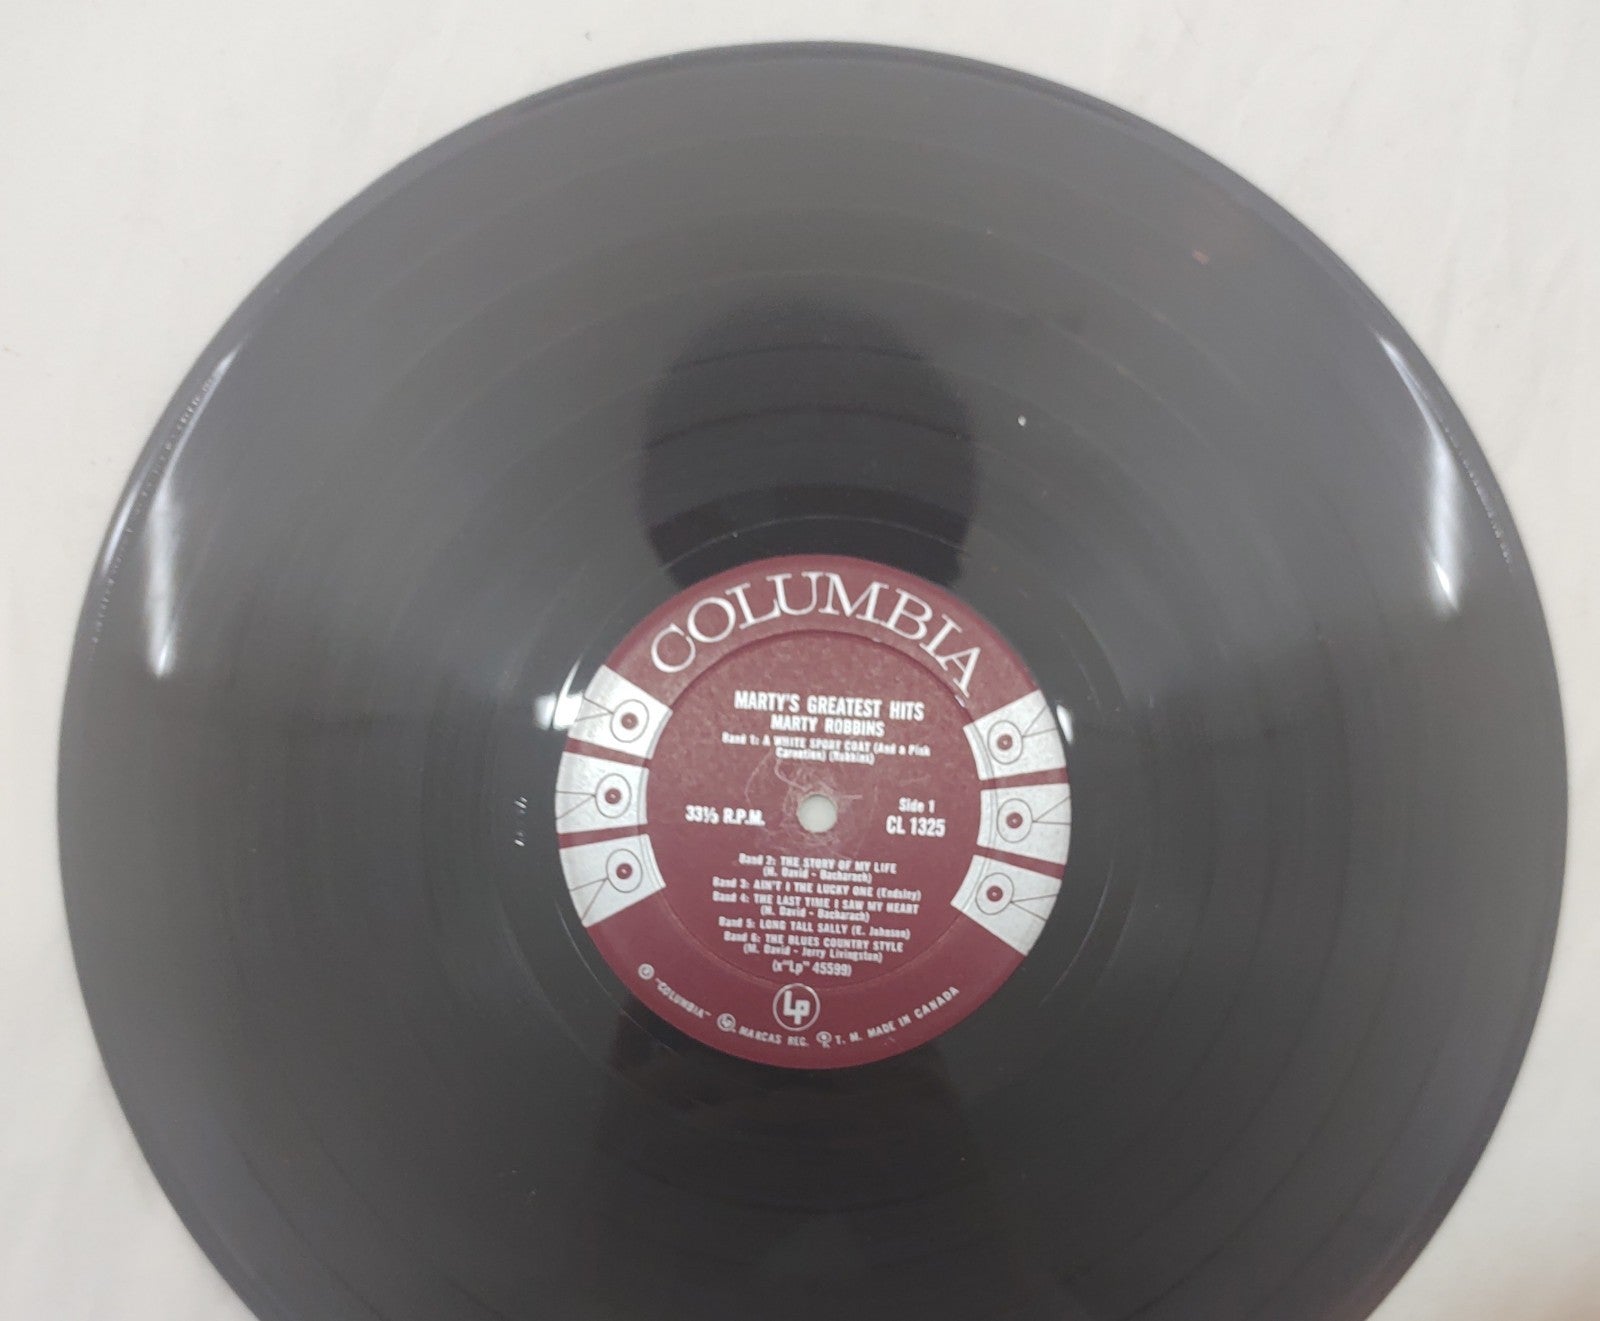 COLUMBIA
MARTY'S GREATEST HITS
MARTY ROBBINS
Band 1: A WHITE SPORT COAT (And a Pink
Carnation) (Robbins)
33⅓ R.P.M.
Side 1
CL 1325
Band 2: THE STORY OF MY LIFE
(H. David - Bacharach)
Band 3: AIN'T I THE LUCKY ONE (Endsley)
Band 4: THE LAST TIME I SAW MY HEART
(H. David - Bacharach)
Band 5: LONG TALL SALLY (E. Johnson)
Band 6: THE BLUES COUNTRY STYLE
(M. David - Jerry Livingston)
(x"Lp" 45599)
LP
"COLUMBIA" MARCAS REG. T. M. MADE IN CANADA